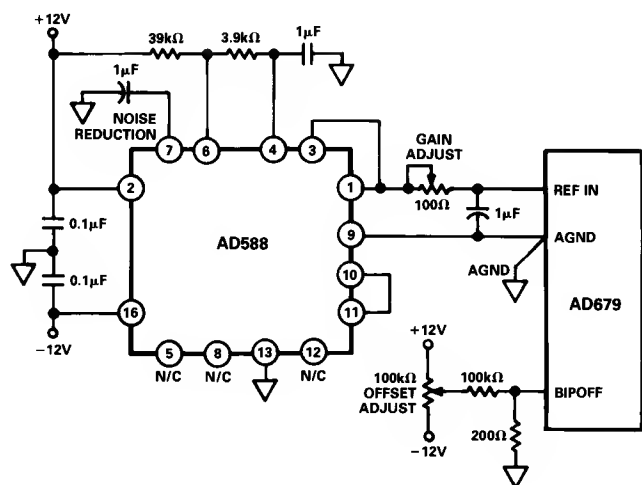 +12V
39kΩ
3.9kΩ
1μF
1μF
NOISE
REDUCTION
7
6
4
3
GAIN
ADJUST
2
1
100Ω
REF IN
1μF
0.1μF
AD588
9
AGND
0.1μF
10
AGND
AD679
16
11
−12V
5
8
13
12
N/C
N/C
N/C
+12V
100kΩ
OFFSET
ADJUST
100kΩ
BIPOFF
200Ω
−12V